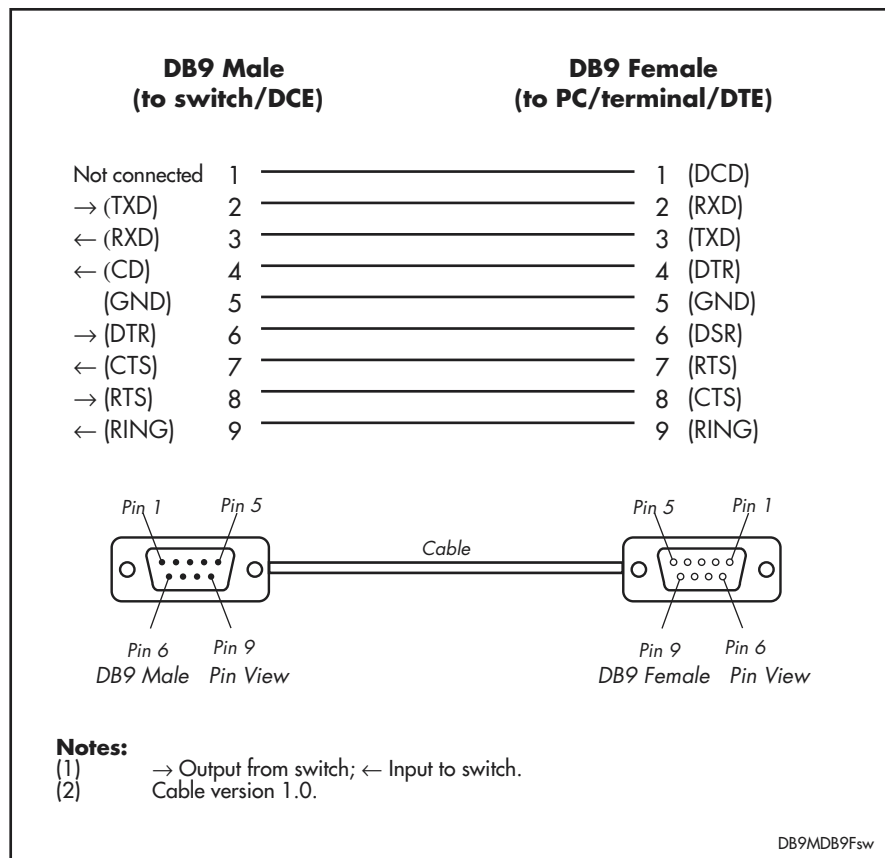 DB9 Male DB9 Female
(to switch/DCE) (to PC/terminal/DTE)
Not connected 1 1 (DCD)
→ (TXD) 2 2 (RXD)
← (RXD) 3 3 (TXD)
← (CD) 4 4 (DTR)
(GND) 5 5 (GND)
→ (DTR) 6 6 (DSR)
← (CTS) 7 7 (RTS)
→ (RTS) 8 8 (CTS)
← (RING) 9 9 (RING)
Pin 1 Pin 5 Pin 5 Pin 1
Cable
Pin 6 Pin 9 Pin 9 Pin 6
DB9 Male Pin View DB9 Female Pin View
Notes:
(1) → Output from switch; ← Input to switch.
(2) Cable version 1.0.
DB9MDB9Fsw